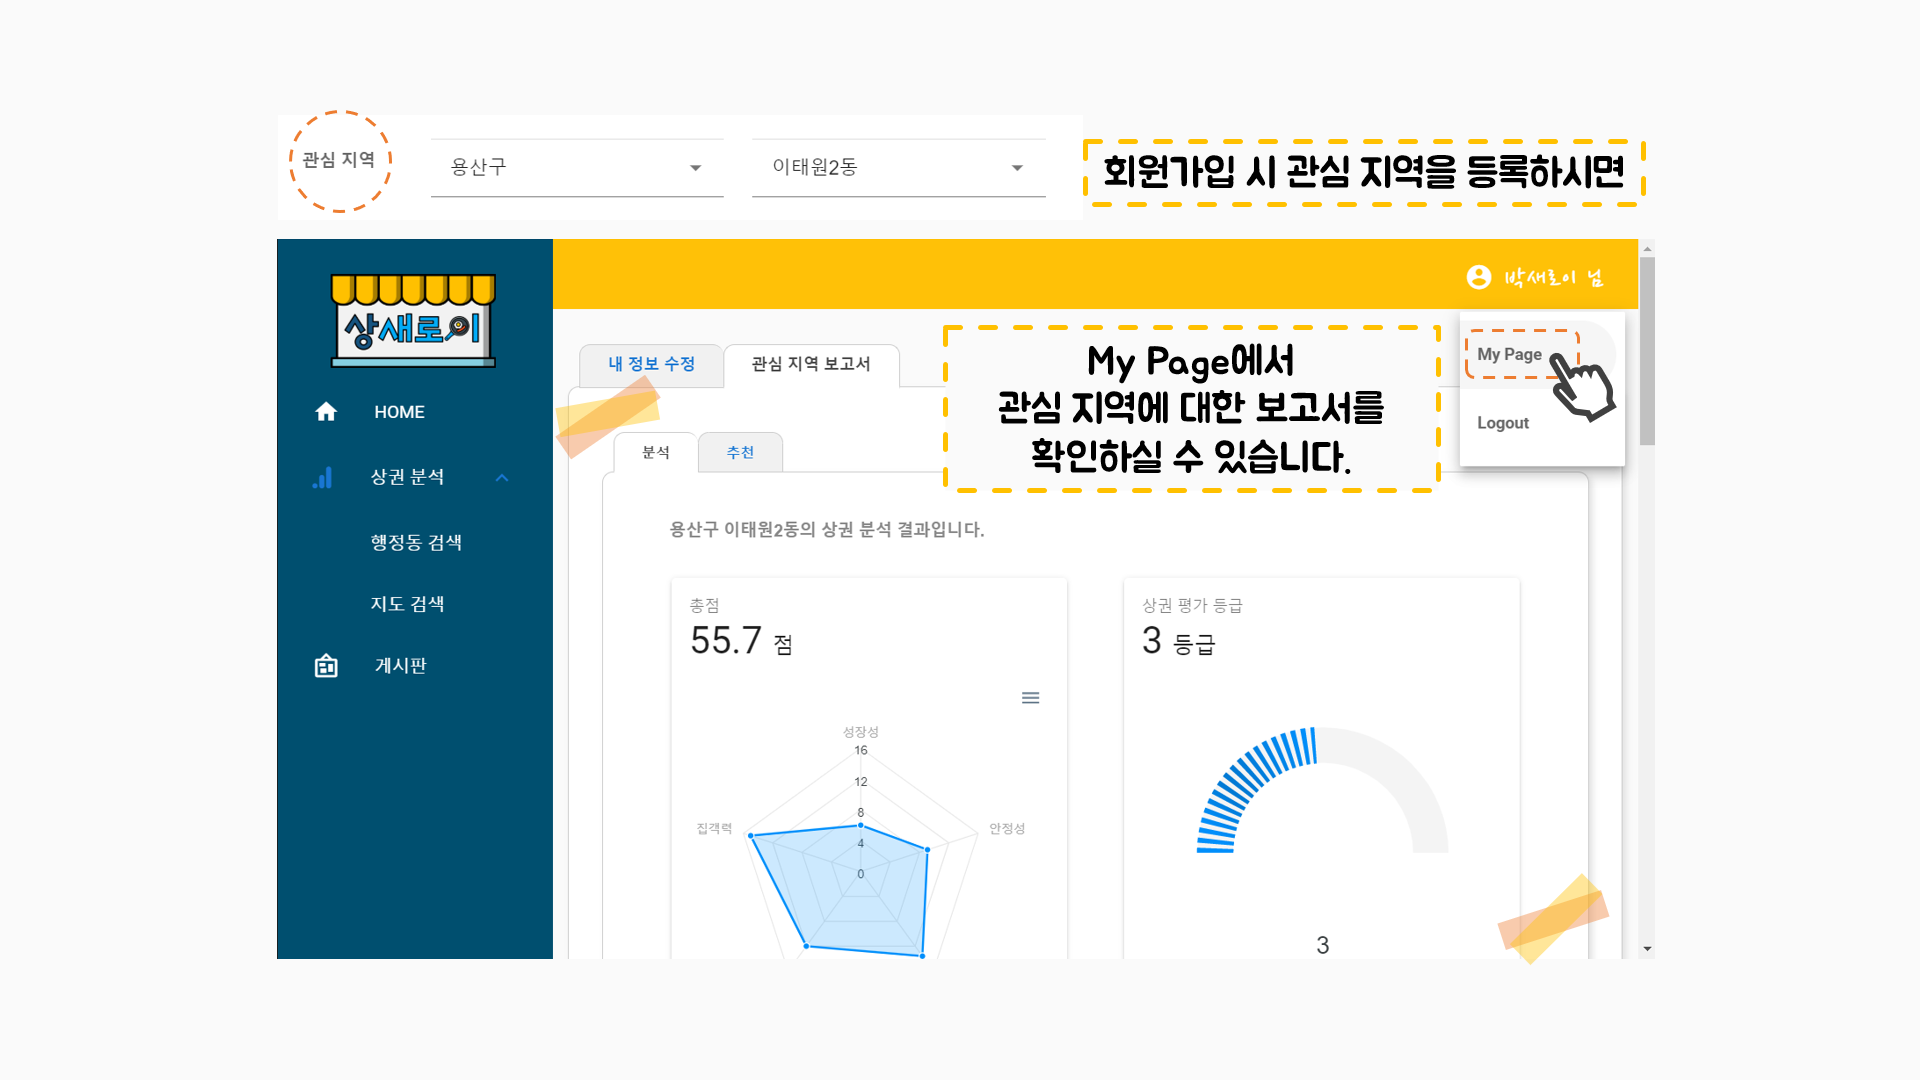 관심 지역
용산구
이태원2동
회원가입 시 관심 지역을 등록하시면
상새로이
박새로이 님
My Page
Logout
내 정보 수정
관심 지역 보고서
My Page에서
관심 지역에 대한 보고서를
확인하실 수 있습니다.
HOME
상권 분석
행정동 검색
지도 검색
게시판
분석
추천
용산구 이태원2동의 상권 분석 결과입니다.
총점
55.7 점
성장성
16
12
8
4
0
집객력
안정성
상권 평가 등급
3 등급
3